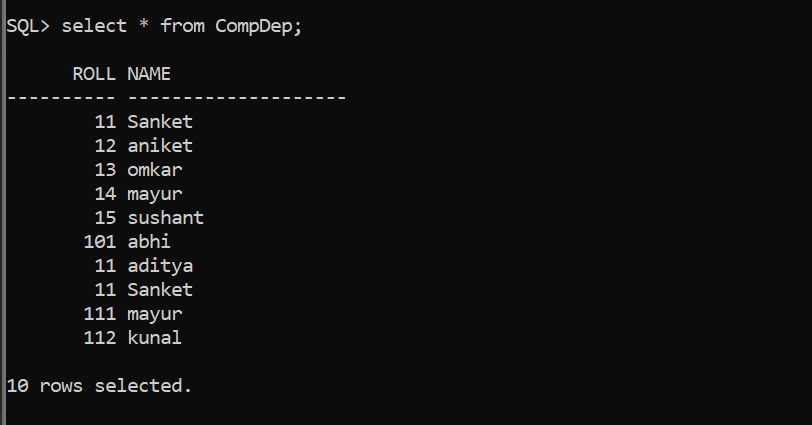 SQL> select * from CompDep;
      ROLL NAME
---------- --------------------
        11 Sanket
        12 aniket
        13 omkar
        14 mayur
        15 sushant
       101 abhi
        11 aditya
        11 Sanket
       111 mayur
       112 kunal
10 rows selected.